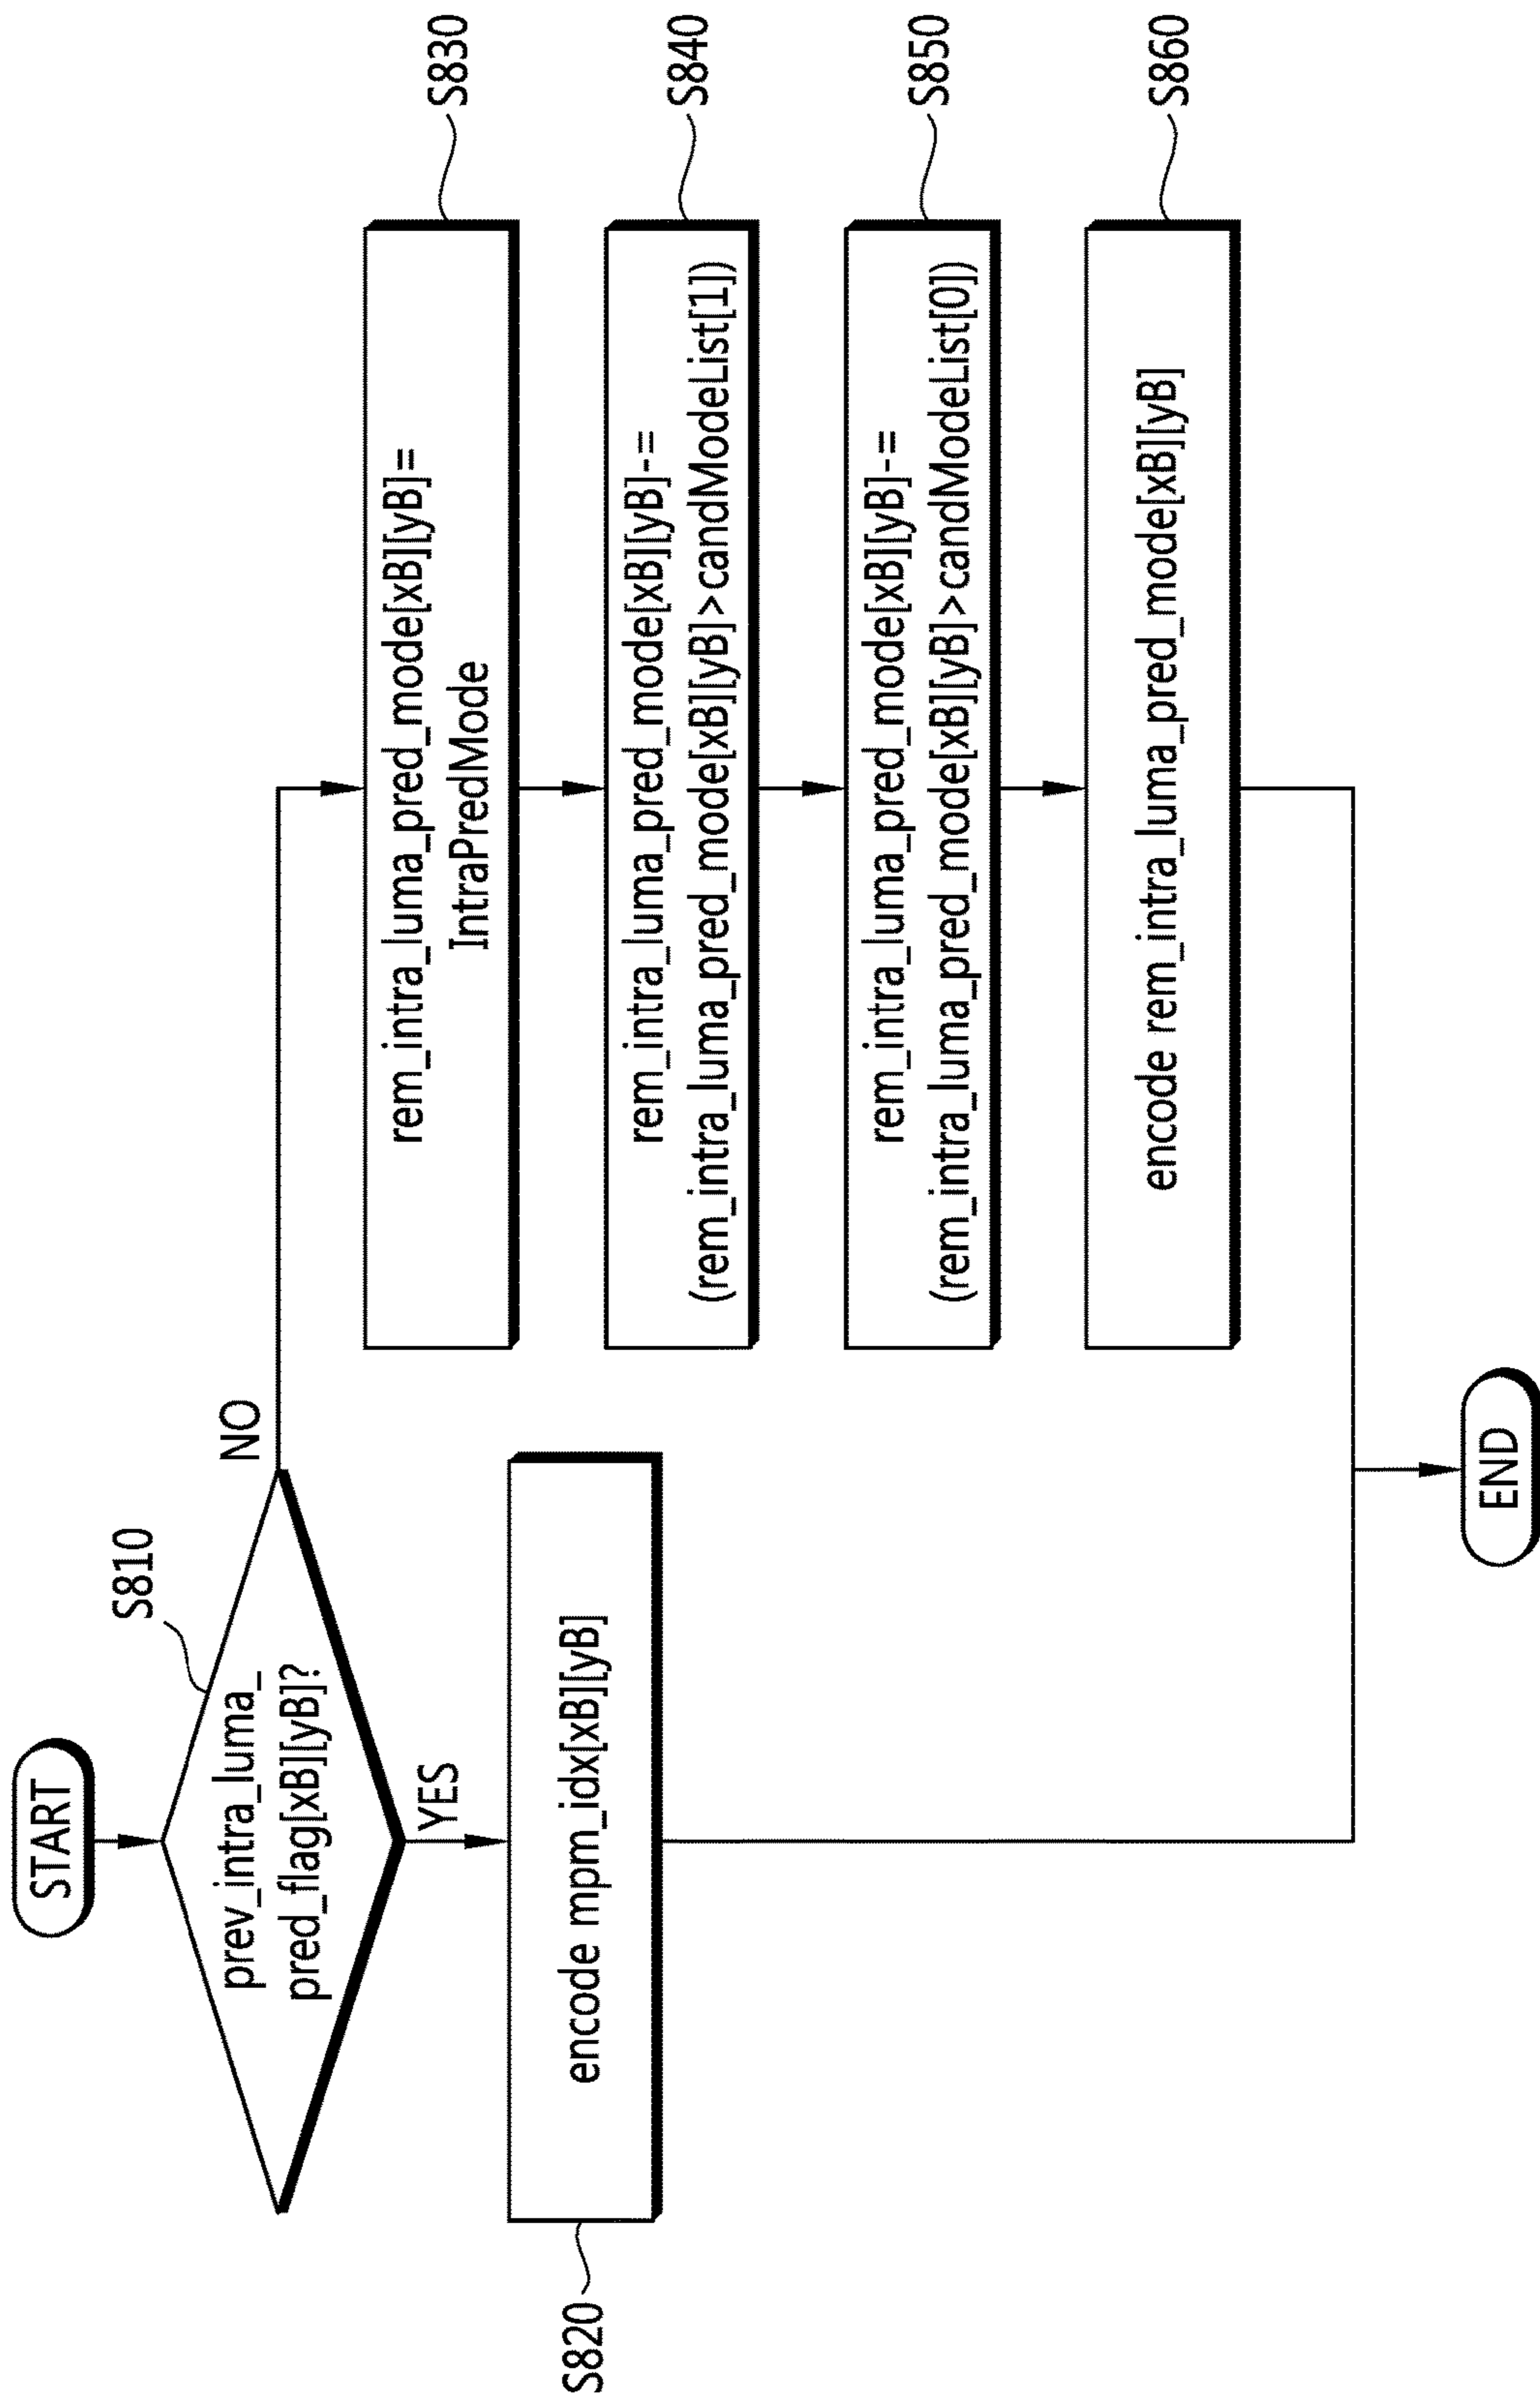 START
S810
prev_intra_luma_
pred_flag[xB][yB]?
NO
YES
S820
encode mpm_idx[xB][yB]
rem_intra_luma_pred_mode[xB][yB]=
IntraPredMode
S830
rem_intra_luma_pred_mode[xB][yB]-=
(rem_intra_luma_pred_mode[xB][yB]>candModeList[1])
S840
rem_intra_luma_pred_mode[xB][yB]-=
(rem_intra_luma_pred_mode[xB][yB]>candModeList[0])
S850
encode rem_intra_luma_pred_mode[xB][yB]
S860
END